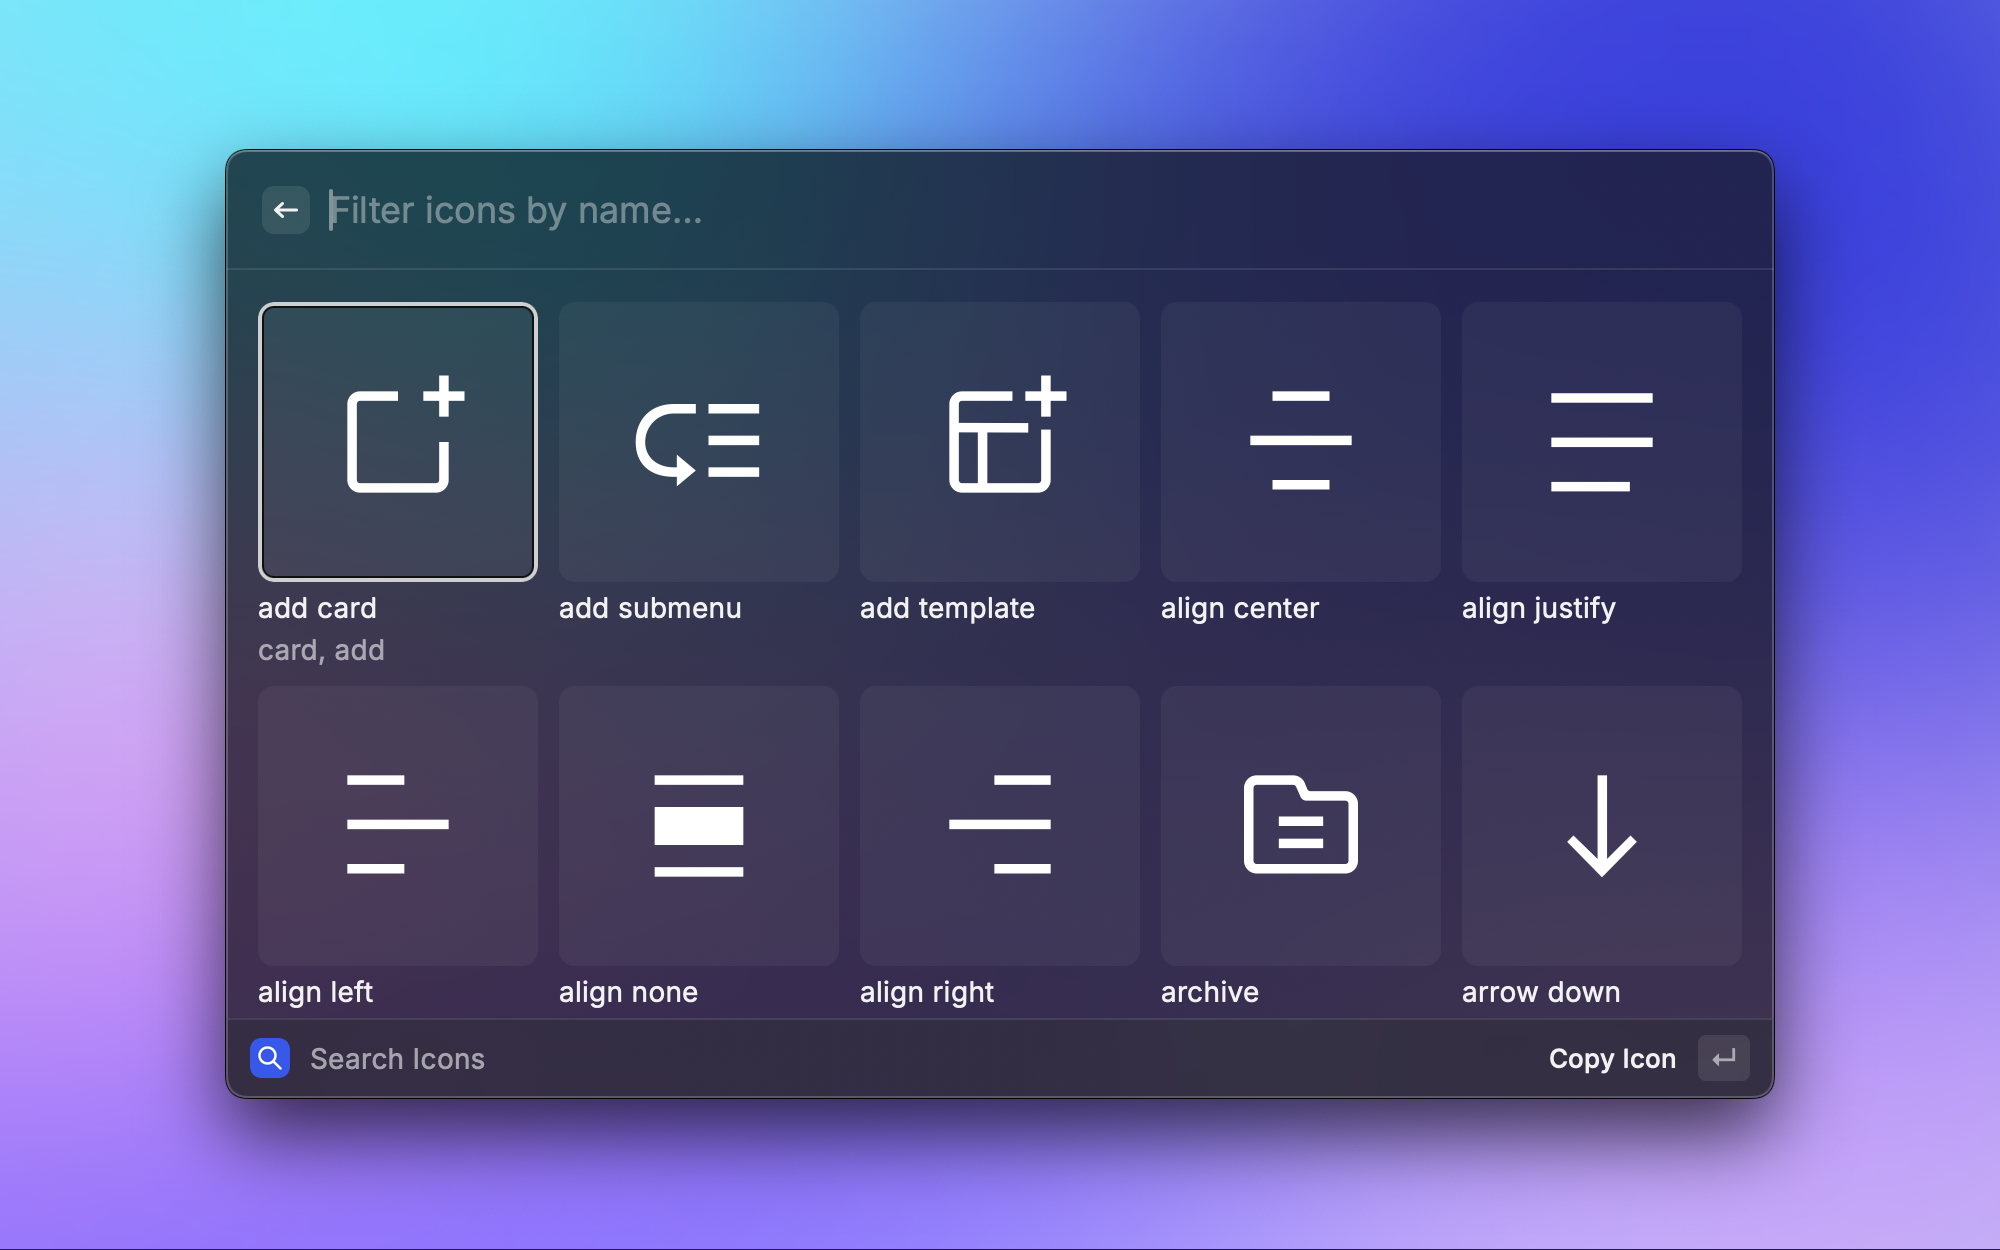 Filter icons by name...
add card
card, add
add submenu
add template
align center
align justify
align left
align none
align right
archive
arrow down
Search Icons
Copy Icon